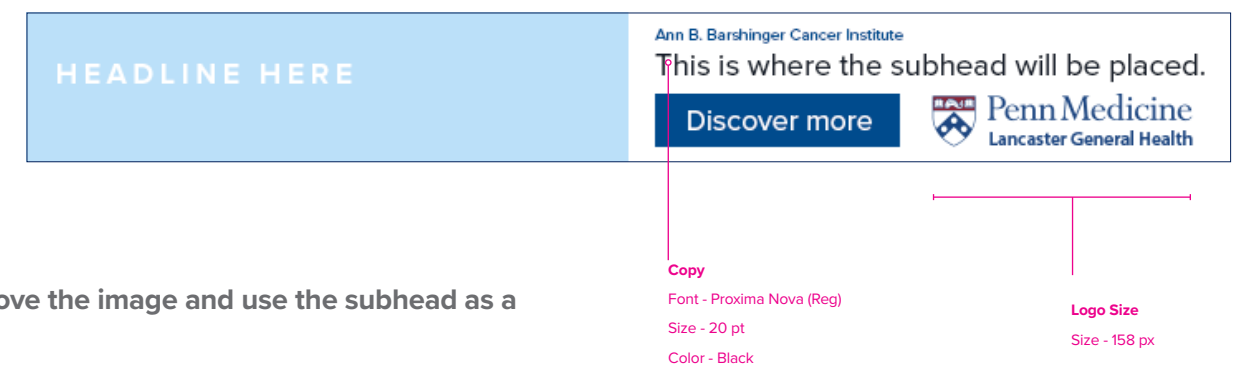 HEADLINE HERE
Ann B. Barshinger Cancer Institute
This is where the subhead will be placed.
Discover more
Penn Medicine
Lancaster General Health
Copy
Font - Proxima Nova (Reg)
Size - 20 pt
Color - Black
Logo Size
Size - 158 px
ove the image and use the subhead as a